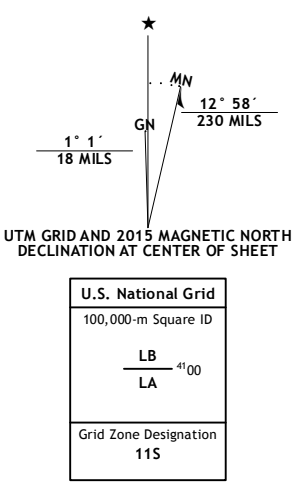 ★
MN
GN
12° 58´
230 MILS
1° 1´
18 MILS
UTM GRID AND 2015 MAGNETIC NORTH
DECLINATION AT CENTER OF SHEET
U.S. National Grid
100,000-m Square ID
LB
4100
LA
Grid Zone Designation
11S